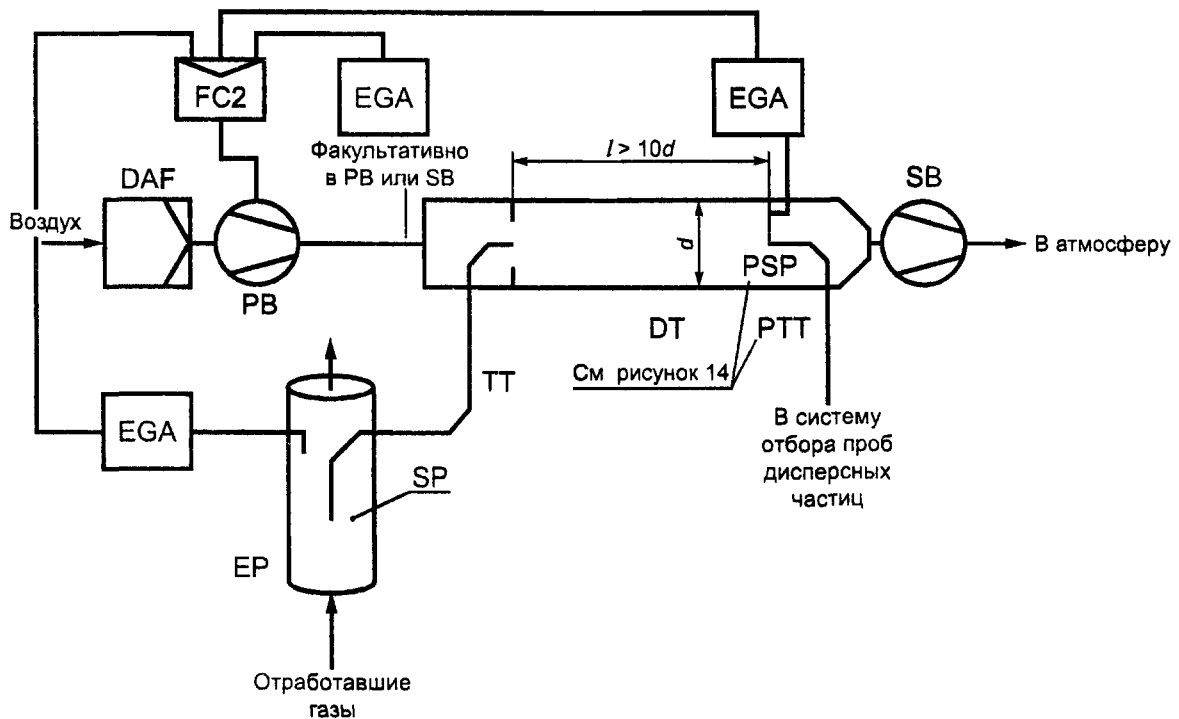 FC2
EGA
EGA
Факультативно
в PB или SB
l > 10d
DAF
SB
Воздух
d
В атмосферу
PSP
PB
DT
PTT
См рисунок 14
TT
EGA
В систему
отбора проб
дисперсных
частиц
SP
EP
Отработавшие
газы